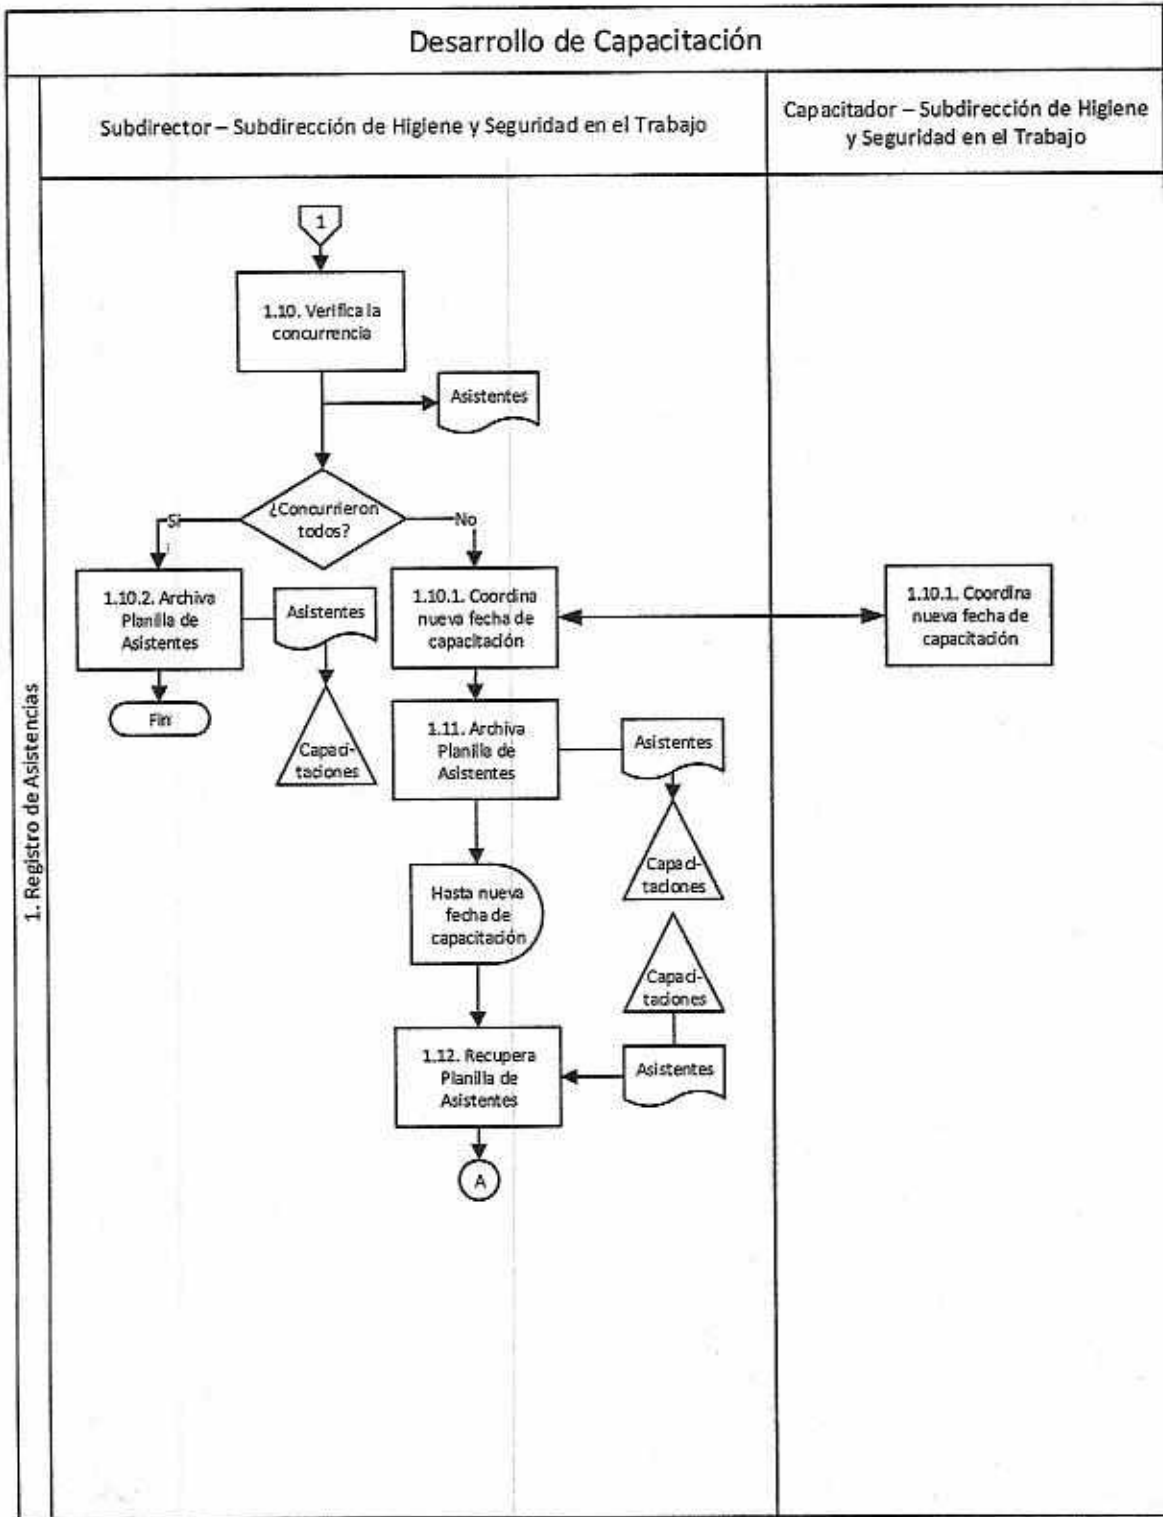 Desarrollo de Capacitación
Subdirector – Subdirección de Higiene y Seguridad en el Trabajo
Capacitador – Subdirección de Higiene
y Seguridad en el Trabajo
1. Registro de Asistencias
1
1.10. Verifica la
concurrencia
Asistentes
¿Concurrieron
todos?
Sí
No
1.10.2. Archiva
Planilla de
Asistentes
Asistentes
1.10.1. Coordina
nueva fecha de
capacitación
1.10.1. Coordina
nueva fecha de
capacitación
Fin
Capaci-
taciones
1.11. Archiva
Planilla de
Asistentes
Asistentes
Capaci-
taciones
Hasta nueva
fecha de
capacitación
Capaci-
taciones
1.12. Recupera
Planilla de
Asistentes
Asistentes
A